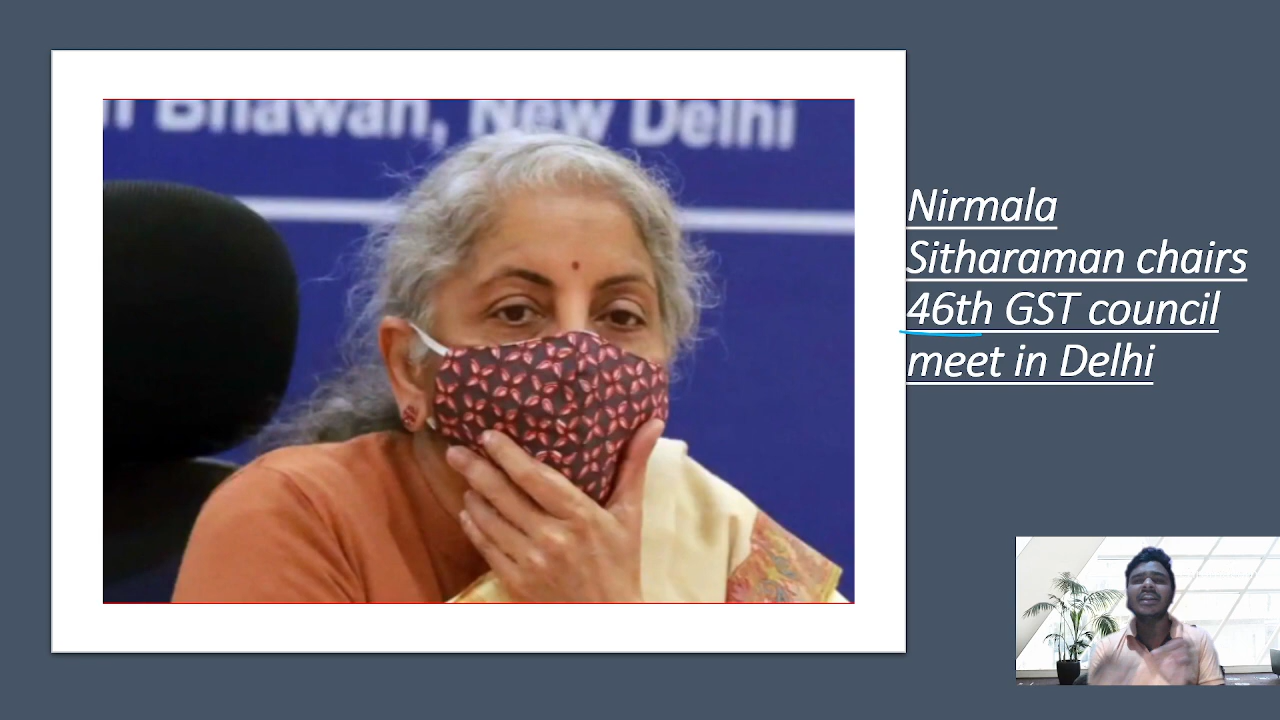 Bhawan, New Delhi
Nirmala
Sitharaman chairs
46th GST council
meet in Delhi